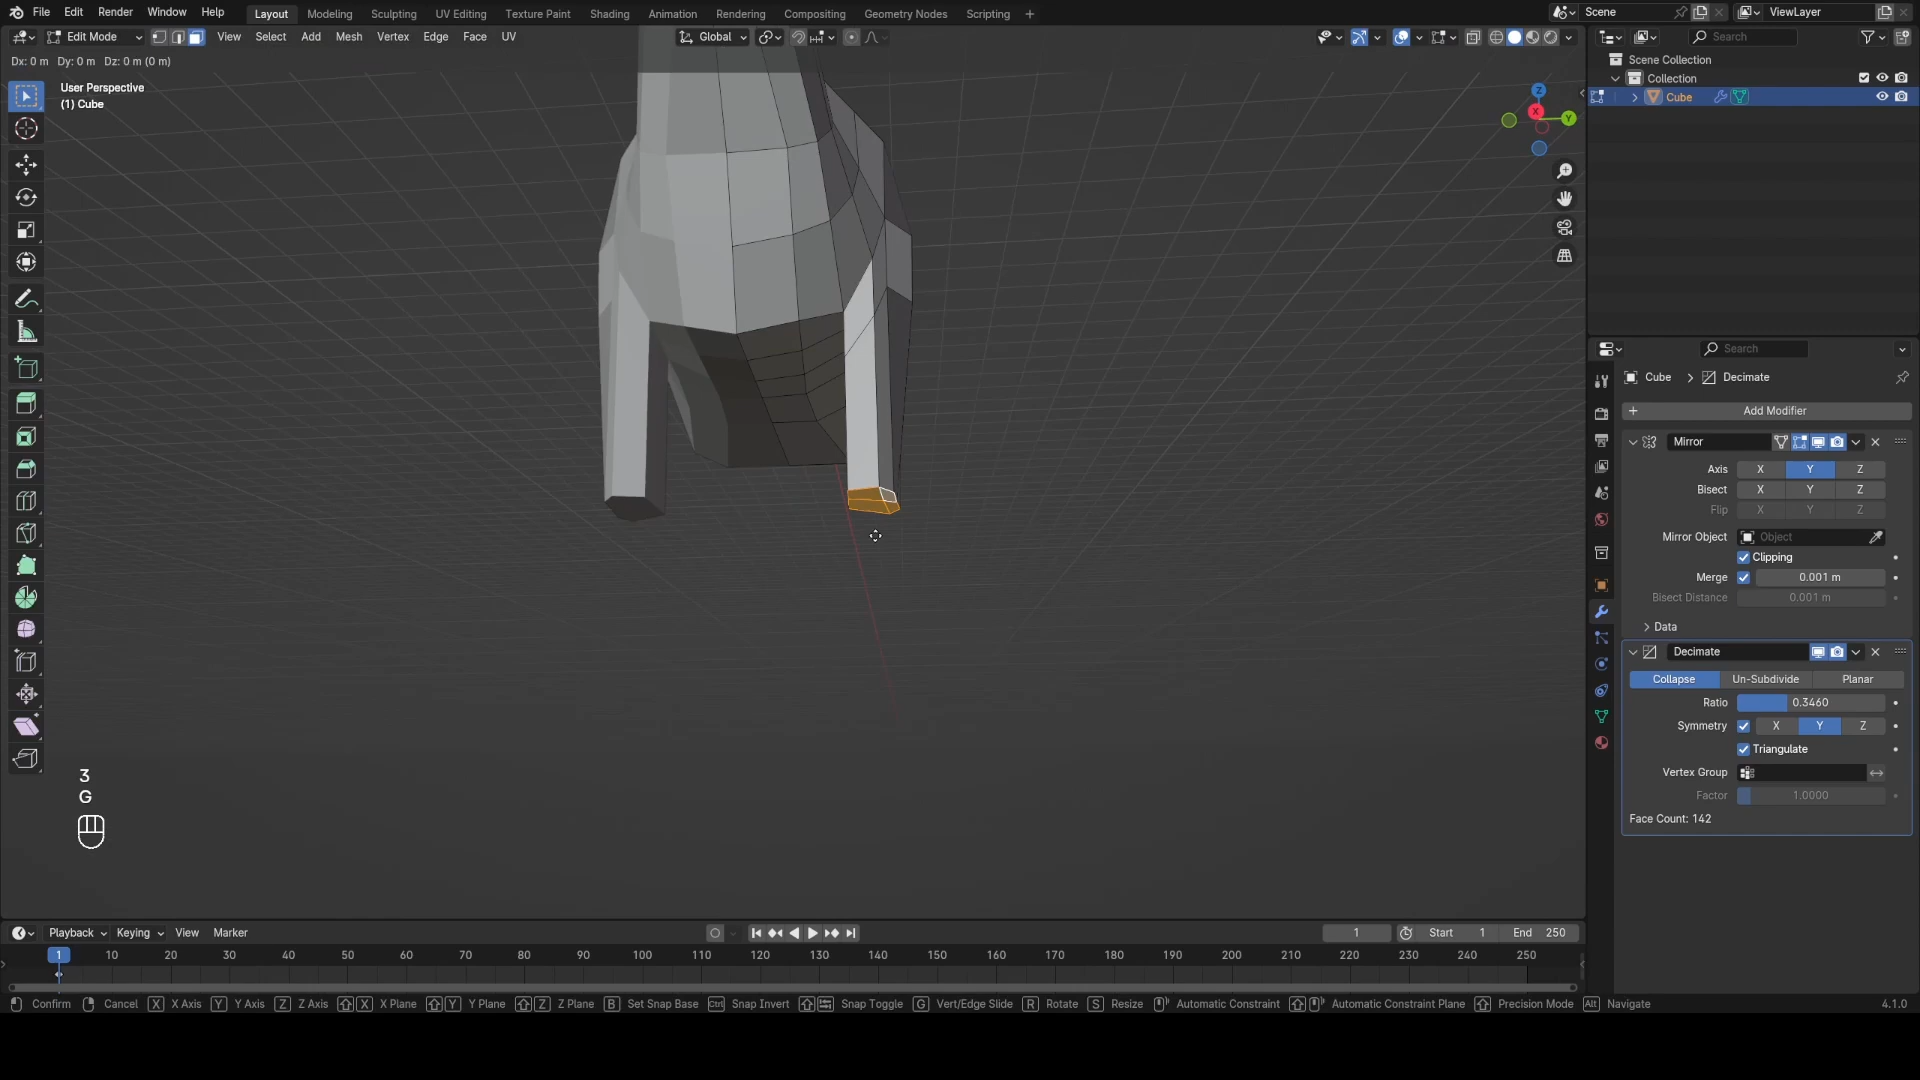 File Edit Render Window Help Layout Modeling Sculpting UV Editing Texture Paint Shading Animation Rendering Compositing Geometry Nodes Scripting + Scene ViewLayer
Edit Mode View Select Add Mesh Vertex Edge Face UV Global Search
Dx: 0 m Dy: 0 m Dz: 0 m (0 m)
User Perspective
(1) Cube
Z
X
Y
Scene Collection
Collection
Cube
Search
Cube > Decimate
+ Add Modifier
Mirror
Axis X Y Z
Bisect X Y Z
Flip X Y Z
Mirror Object Object
Clipping
Merge 0.001 m
Bisect Distance 0.001 m
> Data
Decimate
Collapse Un-Subdivide Planar
Ratio 0.3460
Symmetry X Y Z
Triangulate
Vertex Group
Factor 1.0000
Face Count: 142
3
G
Playback Keying View Marker 1 Start 1 End 250
1 10 20 30 40 50 60 70 80 90 100 110 120 130 140 150 160 170 180 190 200 210 220 230 240 250
Confirm Cancel X X Axis Y Y Axis Z Z Axis X X Plane Y Y Plane Z Z Plane B Set Snap Base Ctrl Snap Invert Snap Toggle G Vert/Edge Slide R Rotate S Resize Automatic Constraint Automatic Constraint Plane Precision Mode Alt Navigate 4.1.0